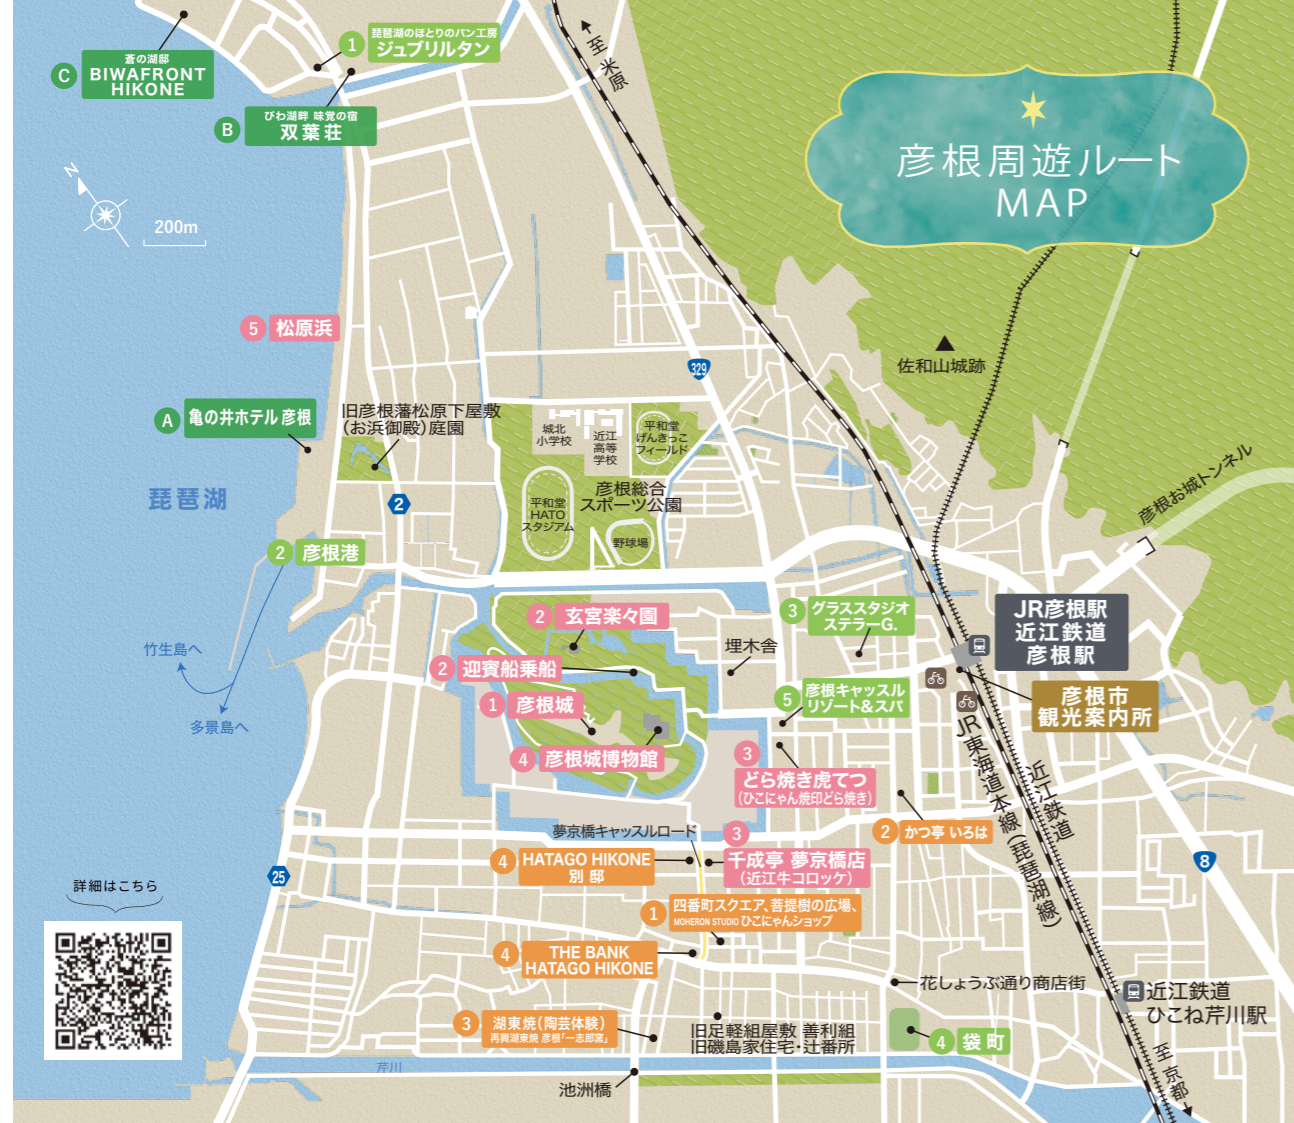 彦根周遊ルート
MAP
至米原
C
蒼の湖邸
BIWAFRONT
HIKONE
1
琵琶湖のほとりのパン工房
ジュブリルタン
B
びわ湖畔 味覚の宿
双葉荘
N
200m
5 松原浜
329
佐和山城跡
A 亀の井ホテル 彦根
旧彦根藩松原下屋敷
(お浜御殿)庭園
城北
小学校
近江
高等
学校
平和堂
げんきっこ
フィールド
彦根総合
スポーツ公園
平和堂
HATO
スタジアム
野球場
琵琶湖
2
彦根お城トンネル
2 彦根港
竹生島へ
多景島へ
2 玄宮楽々園
2 迎賓船乗船
1 彦根城
4 彦根城博物館
埋木舎
3
グラススタジオ
ステラーG.
5
彦根キャッスル
リゾート&スパ
JR彦根駅
近江鉄道
彦根駅
彦根市
観光案内所
3
どら焼き虎てつ
(ひこにゃん焼印どら焼き)
JR東海道本線(琵琶湖線)
近江鉄道
2 かつ亭 いろは
夢京橋キャッスルロード
3
千成亭 夢京橋店
(近江牛コロッケ)
4
HATAGO HIKONE
別邸
8
25
詳細はこちら
1
四番町スクエア、菩提樹の広場、
MOHERON STUDIO ひこにゃんショップ
4
THE BANK
HATAGO HIKONE
花しょうぶ通り商店街
近江鉄道
ひこね芹川駅
3
湖東焼(陶芸体験)
再興湖東焼 彦根「一志郎窯」
旧足軽組屋敷 善利組
旧磯島家住宅・辻番所
4 袋町
芹川
池洲橋
至京都